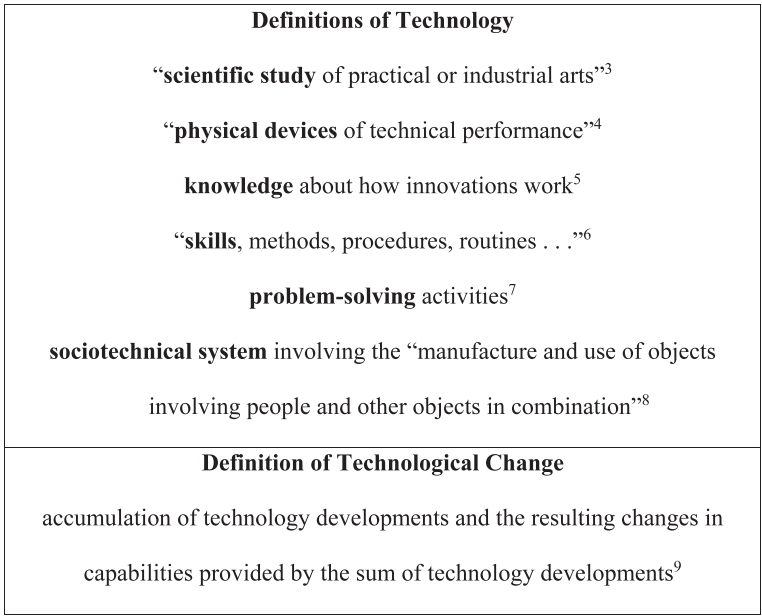 Definitions of Technology
“scientific study of practical or industrial arts”3
“physical devices of technical performance”4
knowledge about how innovations work5
“skills, methods, procedures, routines . . .”6
problem-solving activities7
sociotechnical system involving the “manufacture and use of objects
involving people and other objects in combination”8
Definition of Technological Change
accumulation of technology developments and the resulting changes in
capabilities provided by the sum of technology developments9